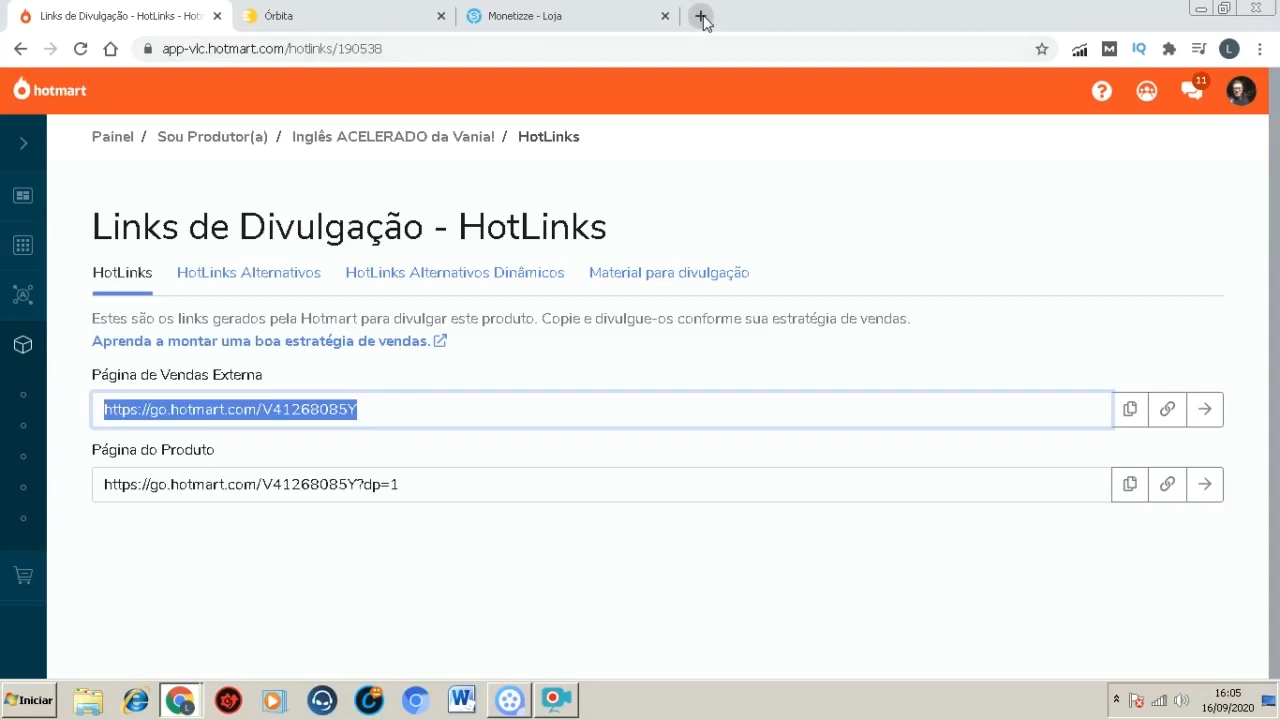 Links de Divulgação - HotLinks - Hotm
Órbita
Monetizze - Loja
app-vlc.hotmart.com/hotlinks/190538
M
IQ
L
hotmart
11
Painel / Sou Produtor(a) / Inglês ACELERADO da Vania! / HotLinks
Links de Divulgação - HotLinks
HotLinks HotLinks Alternativos HotLinks Alternativos Dinâmicos Material para divulgação
Estes são os links gerados pela Hotmart para divulgar este produto. Copie e divulgue-os conforme sua estratégia de vendas.
Aprenda a montar uma boa estratégia de vendas.
Página de Vendas Externa
https://go.hotmart.com/V41268085Y
Página do Produto
https://go.hotmart.com/V41268085Y?dp=1
Iniciar
16:05
16/09/2020